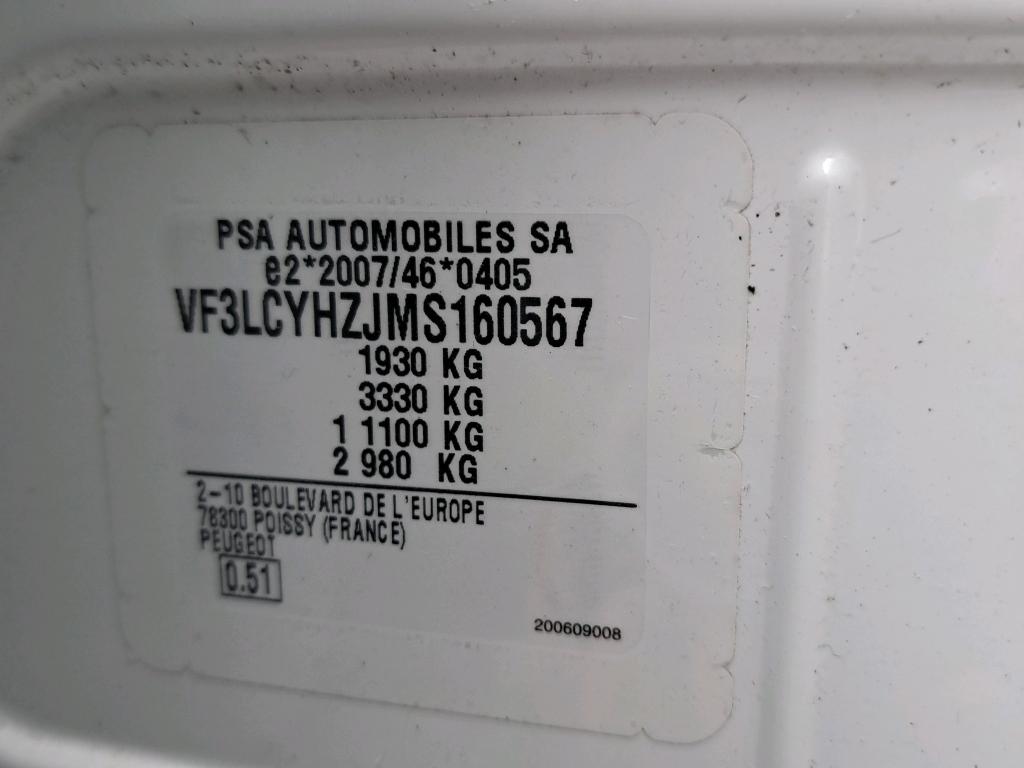 PSA AUTOMOBILES SA
e2*2007/46*0405
VF3LCYHZJMS160567
1930 KG
3330 KG
1 1100 KG
2 980 KG
2-10 BOULEVARD DE L'EUROPE
78300 POISSY (FRANCE)
PEUGEOT
0.51
200609008